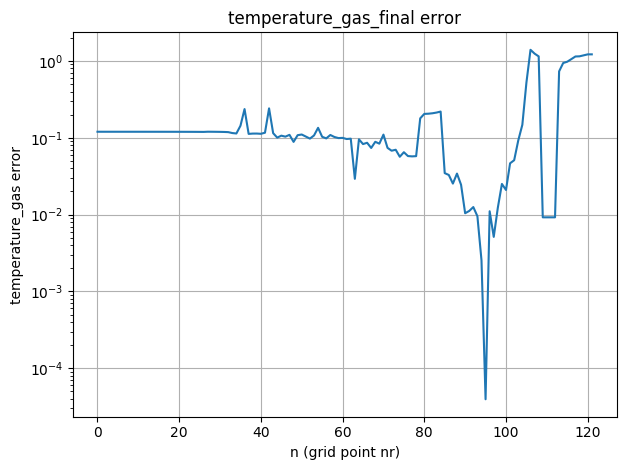 temperature_gas_final error
temperature_gas error
10^0
10^-1
10^-2
10^-3
10^-4
0 20 40 60 80 100 120
n (grid point nr)